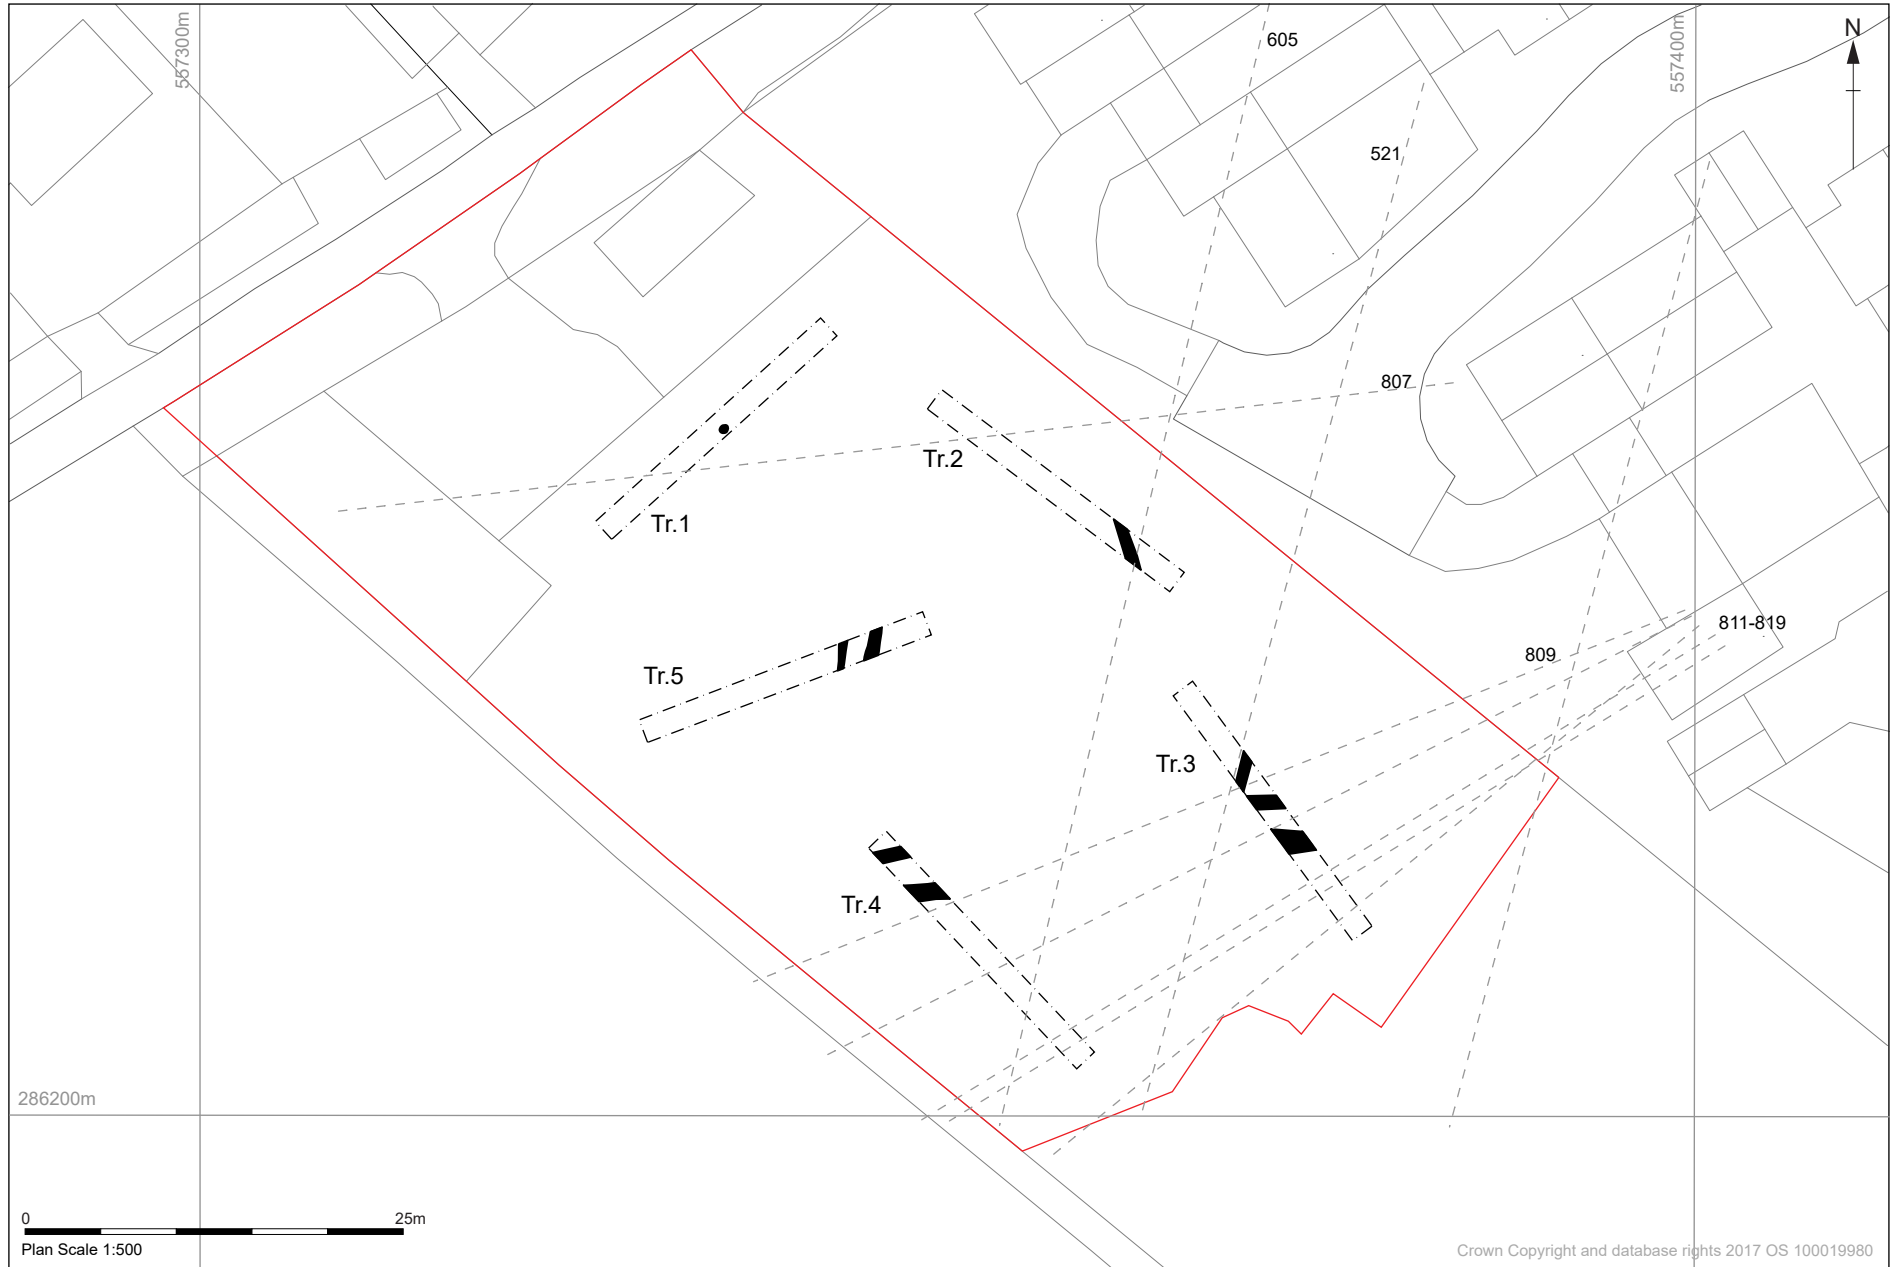 557300m
605
557400m
N
521
807
Tr.2
Tr.1
811-819
809
Tr.5
Tr.3
Tr.4
286200m
0
25m
Plan Scale 1:500
Crown Copyright and database rights 2017 OS 100019980